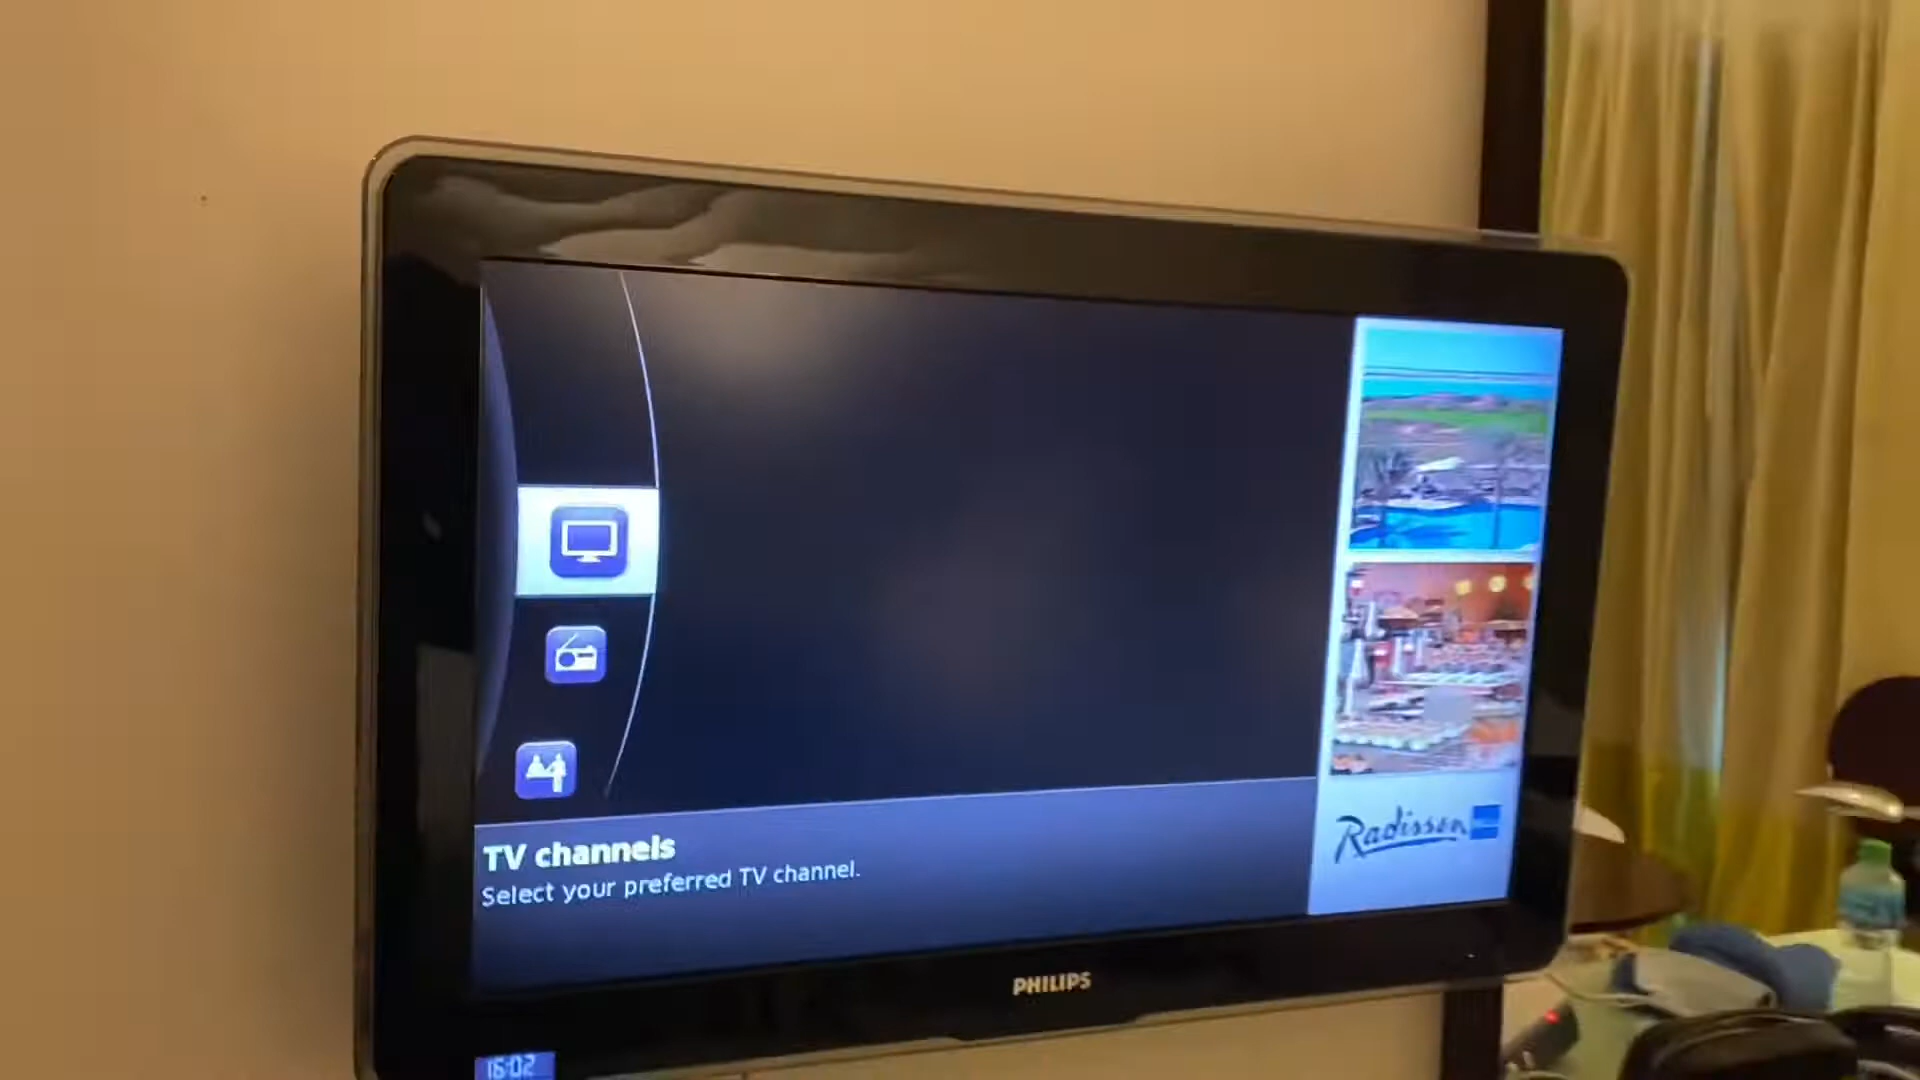 Radisson
TV channels
Select your preferred TV channel.
PHILIPS
16:02